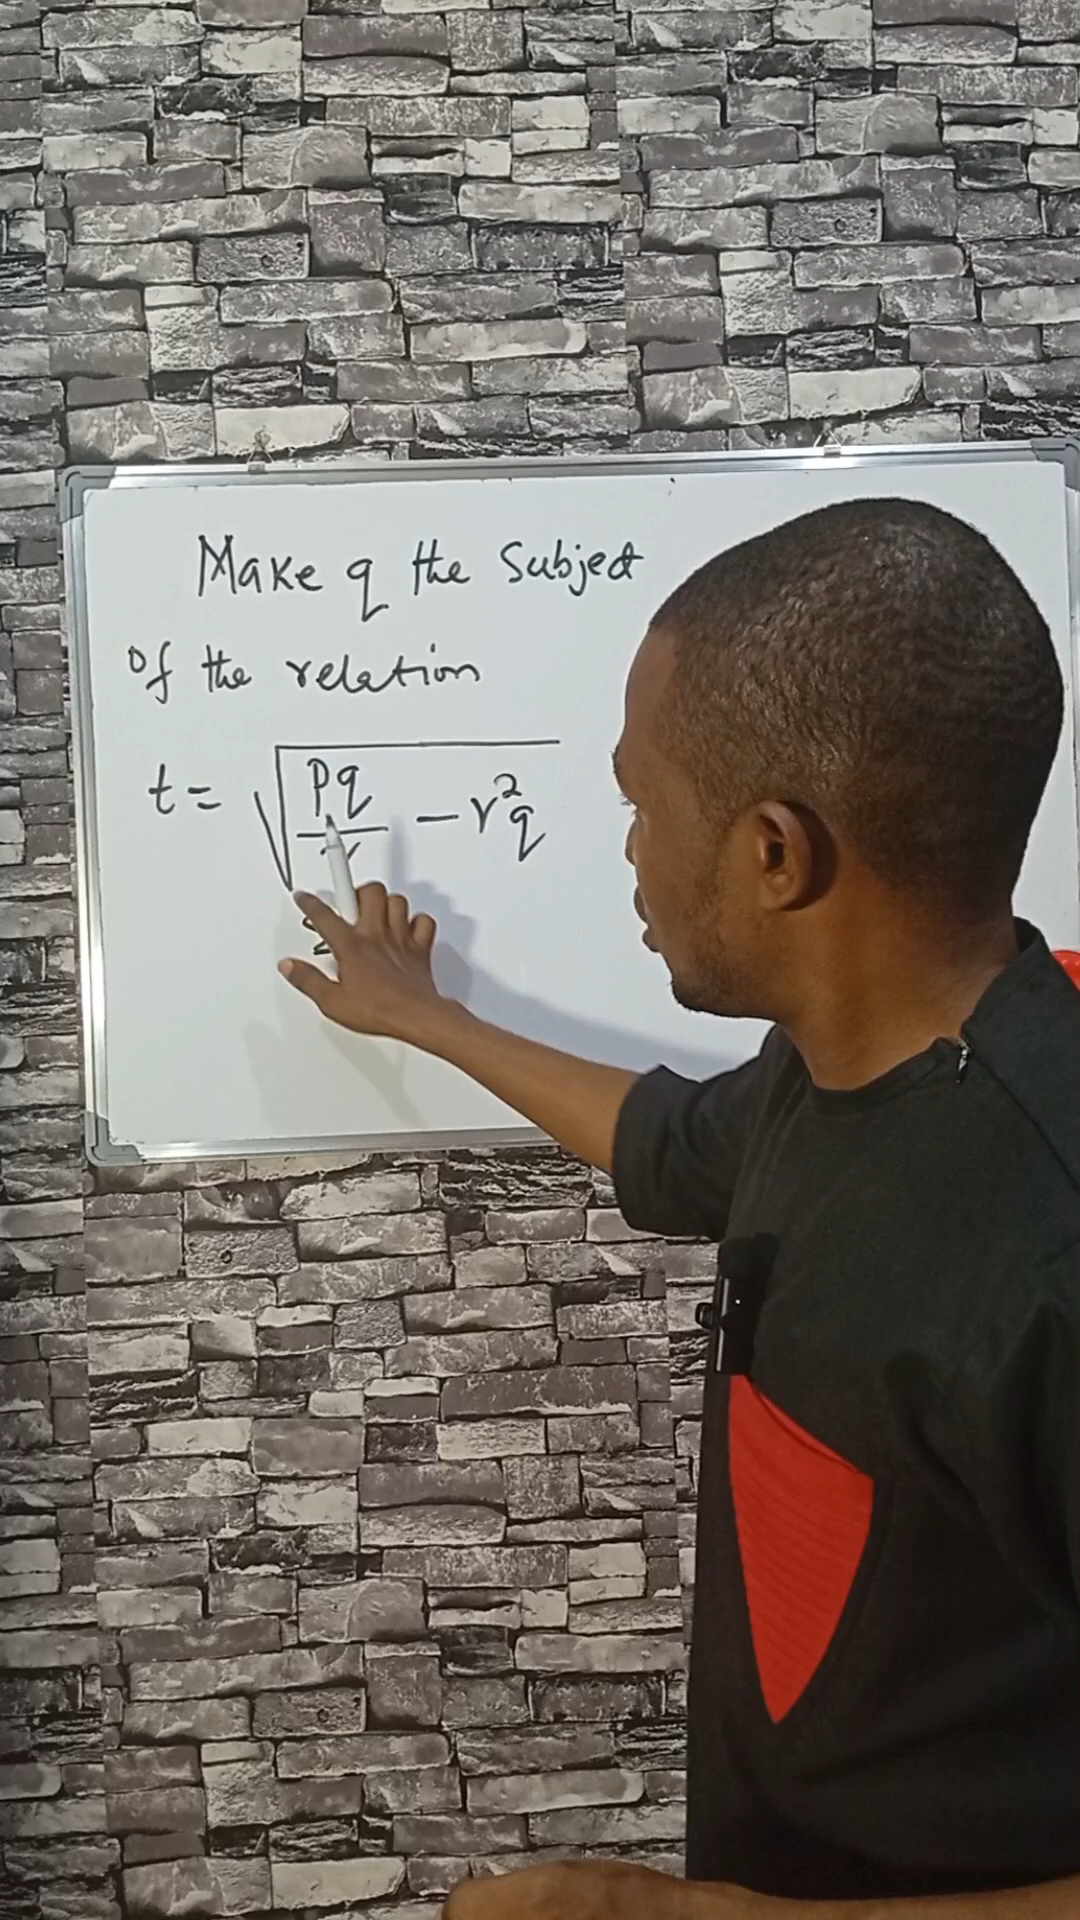 Make q the Subject
Of the relation
t = √(pq/r - r²q)